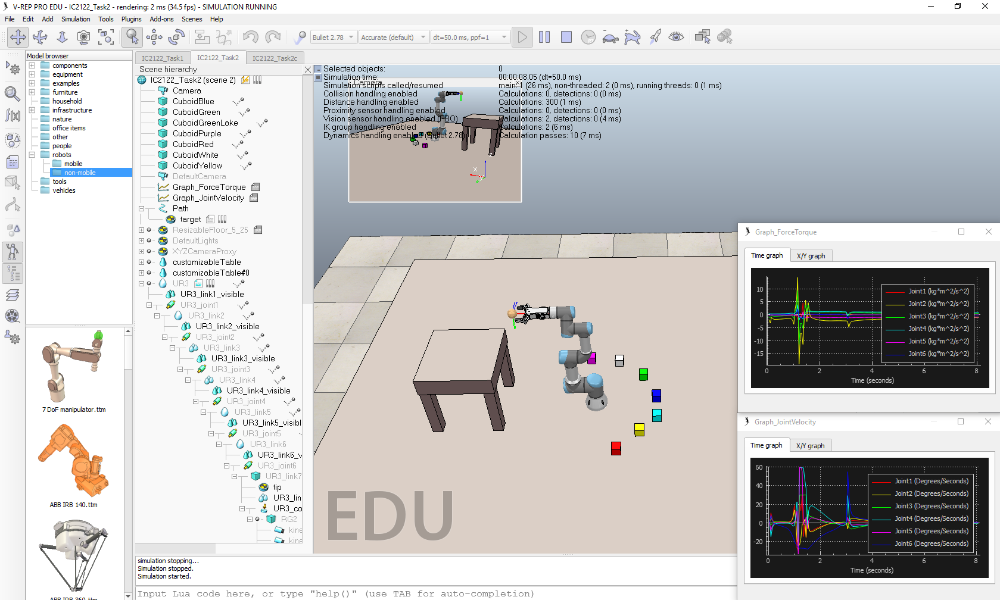 V-REP PRO EDU - IC2122_Task2 - rendering: 2 ms (34.5 fps) - SIMULATION RUNNING
File Edit Add Simulation Tools Plugins Add-ons Scenes Help
Bullet 2.78 Accurate (default) dt=50.0 ms, ppf=1
Model browser
components
equipment
examples
furniture
household
infrastructure
nature
office items
other
people
robots
mobile
non-mobile
tools
vehicles
7 DoF manipulator.ttm
ABB IRB 140.ttm
ABB IRB 360.ttm
IC2122_Task1 IC2122_Task2 IC2122_Task2c
Scene hierarchy
IC2122_Task2 (scene 2)
Camera
CuboidBlue
CuboidGreen
CuboidGreenLake
CuboidPurple
CuboidRed
CuboidWhite
CuboidYellow
DefaultCamera
Graph_ForceTorque
Graph_JointVelocity
Path
target
ResizableFloor_5_25
DefaultLights
XYZCameraProxy
customizableTable
customizableTable#0
UR3
UR3_link1_visible
UR3_joint1
UR3_link2
UR3_link2_visible
UR3_joint2
UR3_link3
UR3_link3_visible
UR3_joint3
UR3_link4
UR3_link4_visible
UR3_joint4
UR3_link5
UR3_link5_visibl
UR3_joint5
UR3_link6
UR3_link6_v
UR3_joint6
UR3_link7
tip
UR3_lin
UR3_co
RG2
kine
kine
Selected objects: 0
Simulation time: 00:00:08.05 (dt=50.0 ms)
Simulation scripts called/resumed main: 1 (26 ms), non-threaded: 2 (0 ms), running threads: 0 (1 ms)
Collision handling enabled Calculations: 0, detections: 0 (0 ms)
Distance handling enabled Calculations: 300 (1 ms)
Proximity sensor handling enabled Calculations: 0, detections: 0 (0 ms)
Vision sensor handling enabled (FBO) Calculations: 2, detections: 0 (4 ms)
IK group handling enabled Calculations: 2 (6 ms)
Dynamics handling enabled (Bullet 2.78) Calculation passes: 10 (7 ms)
Camera
z
x
y
EDU
Graph_ForceTorque
Time graph X/Y graph
10
5
0
-5
-10
-15
Joint1 (kg*m^2/s^2)
Joint2 (kg*m^2/s^2)
Joint3 (kg*m^2/s^2)
Joint4 (kg*m^2/s^2)
Joint5 (kg*m^2/s^2)
Joint6 (kg*m^2/s^2)
0 2 4 6 8
Time (seconds)
Graph_JointVelocity
Time graph X/Y graph
60
40
20
0
-20
Joint1 (Degrees/Seconds)
Joint2 (Degrees/Seconds)
Joint3 (Degrees/Seconds)
Joint4 (Degrees/Seconds)
Joint5 (Degrees/Seconds)
Joint6 (Degrees/Seconds)
0 2 4 6 8
Time (seconds)
simulation stopping...
Simulation stopped.
Simulation started.
Input Lua code here, or type "help()" (use TAB for auto-completion)